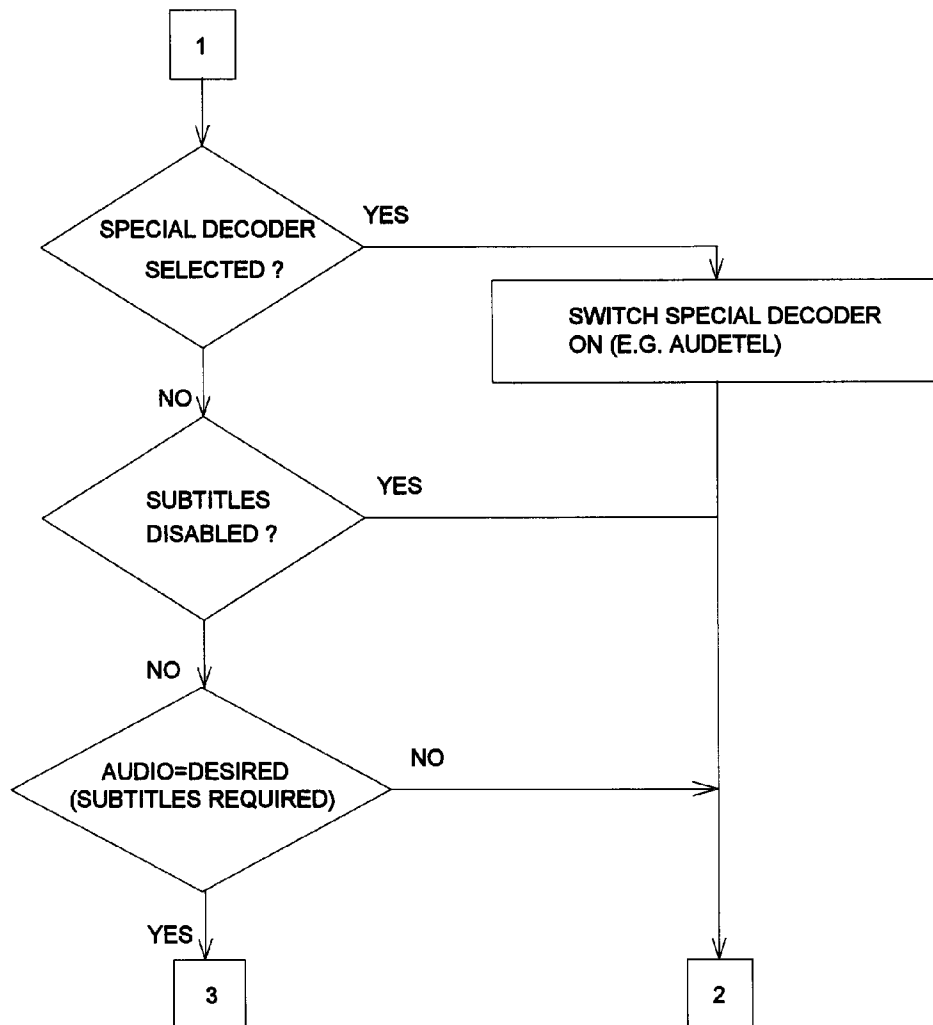 1
SPECIAL DECODER
SELECTED ?
YES
SWITCH SPECIAL DECODER
ON (E.G. AUDETEL)
NO
SUBTITLES
DISABLED ?
YES
NO
AUDIO=DESIRED
(SUBTITLES REQUIRED)
NO
YES
3
2